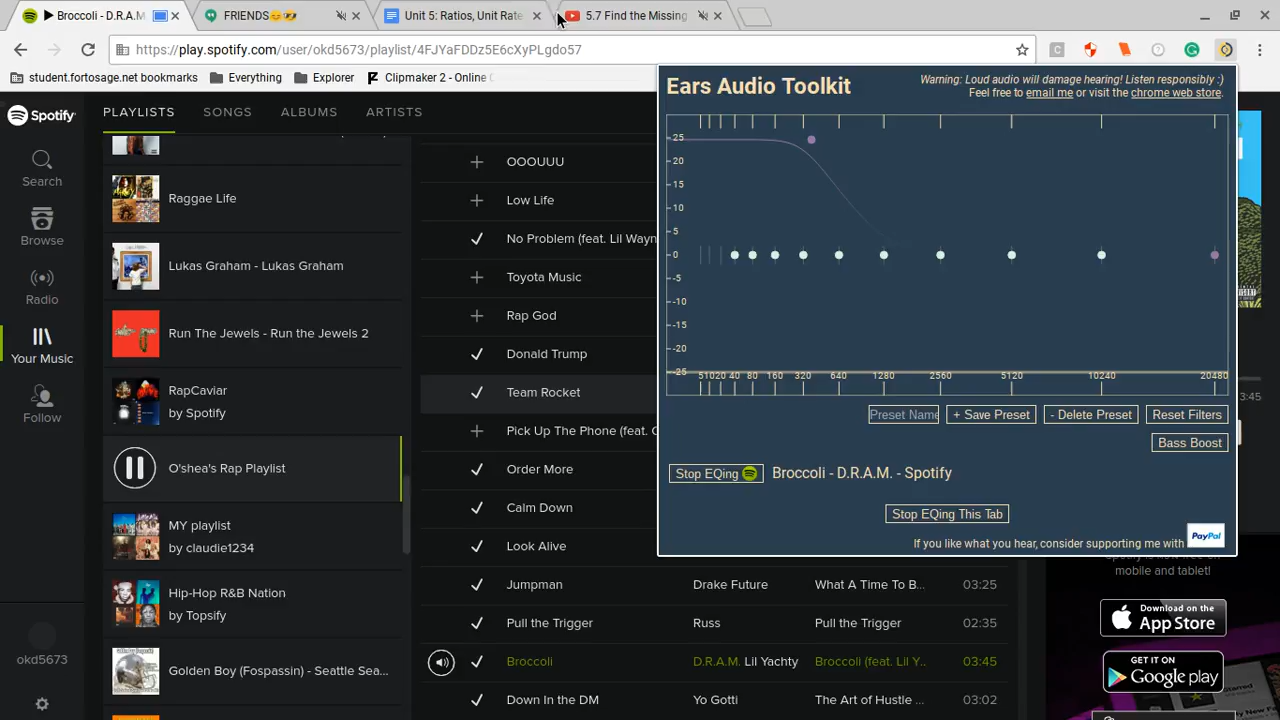 Broccoli - D.R.A.M.
FRIENDS😊😎
Unit 5: Ratios, Unit Rate
5.7 Find the Missing
https://play.spotify.com/user/okd5673/playlist/4FJYaFDDz5E6cXyPLgdo57
student.fortosage.net bookmarks
Everything
Explorer
Clipmaker 2 - Online C
Spotify
Search
Browse
Radio
Your Music
Follow
okd5673
PLAYLISTS SONGS ALBUMS ARTISTS
Raggae Life
Lukas Graham - Lukas Graham
Run The Jewels - Run the Jewels 2
RapCaviar
by Spotify
O'shea's Rap Playlist
MY playlist
by claudie1234
Hip-Hop R&B Nation
by Topsify
Golden Boy (Fospassin) - Seattle Sea...
OOOUUU
Low Life
No Problem (feat. Lil Wayn
Toyota Music
Rap God
Donald Trump
Team Rocket
Pick Up The Phone (feat. C
Order More
Calm Down
Look Alive
Jumpman Drake Future What A Time To B... 03:25
Pull the Trigger Russ Pull the Trigger 02:35
Broccoli D.R.A.M. Lil Yachty Broccoli (feat. Lil Y... 03:45
Down In the DM Yo Gotti The Art of Hustle ... 03:02
Ears Audio Toolkit
Warning: Loud audio will damage hearing! Listen responsibly :)
Feel free to email me or visit the chrome web store.
25
20
15
10
5
0
-5
-10
-15
-20
-25
5 10 20 40 80 160 320 640 1280 2560 5120 10240 20480
Preset Name
+ Save Preset
- Delete Preset
Reset Filters
Bass Boost
Stop EQing
Broccoli - D.R.A.M. - Spotify
Stop EQing This Tab
If you like what you hear, consider supporting me with PayPal
3:45
mobile and tablet!
Download on the
App Store
GET IT ON
Google play